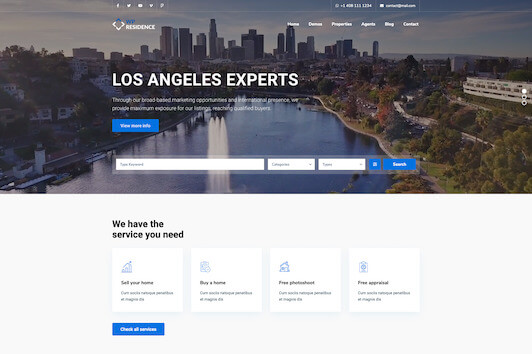 +1 408 111 1234
contact@mail.com
WP
RESIDENCE
Home Demos Properties Agents Blog Contact
LOS ANGELES EXPERTS
Through our broad-based marketing opportunities and international presence, we
provide maximum exposure for our listings, reaching qualified buyers.
View more info
Type Keyword Categories Types Search
We have the
service you need
Sell your home
Cum sociis natoque penatibus
et magnis dis
Buy a home
Cum sociis natoque penatibus
et magnis dis
Free photoshoot
Cum sociis natoque penatibus
et magnis dis
Free appraisal
Cum sociis natoque penatibus
et magnis dis
Check all services